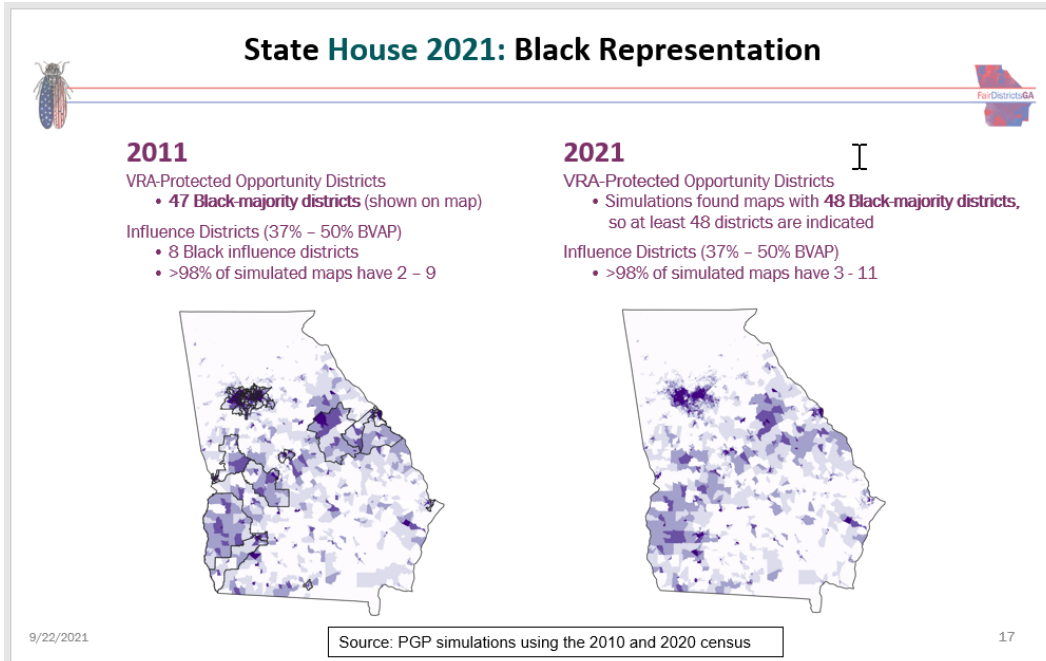 State House 2021: Black Representation
FairDistrictsGA
2011
VRA-Protected Opportunity Districts
• 47 Black-majority districts (shown on map)
Influence Districts (37% – 50% BVAP)
• 8 Black influence districts
• >98% of simulated maps have 2 – 9
2021
VRA-Protected Opportunity Districts
• Simulations found maps with 48 Black-majority districts,
so at least 48 districts are indicated
Influence Districts (37% – 50% BVAP)
• >98% of simulated maps have 3 - 11
9/22/2021
Source: PGP simulations using the 2010 and 2020 census
17